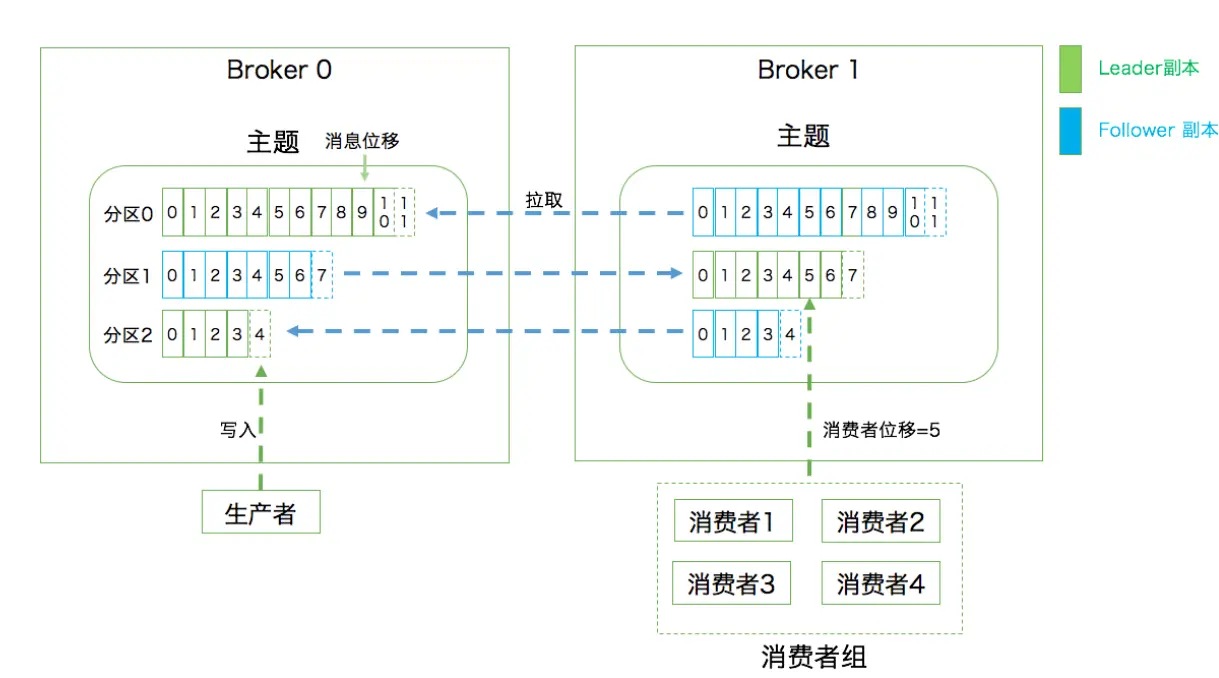 Broker 0
Broker 1
Leader副本
Follower 副本
主题
消息位移
主题
分区0 0 1 2 3 4 5 6 7 8 9 10 11
拉取
0 1 2 3 4 5 6 7 8 9 10 11
分区1 0 1 2 3 4 5 6 7
0 1 2 3 4 5 6 7
分区2 0 1 2 3 4
0 1 2 3 4
写入
消费者位移=5
生产者
消费者1
消费者2
消费者3
消费者4
消费者组